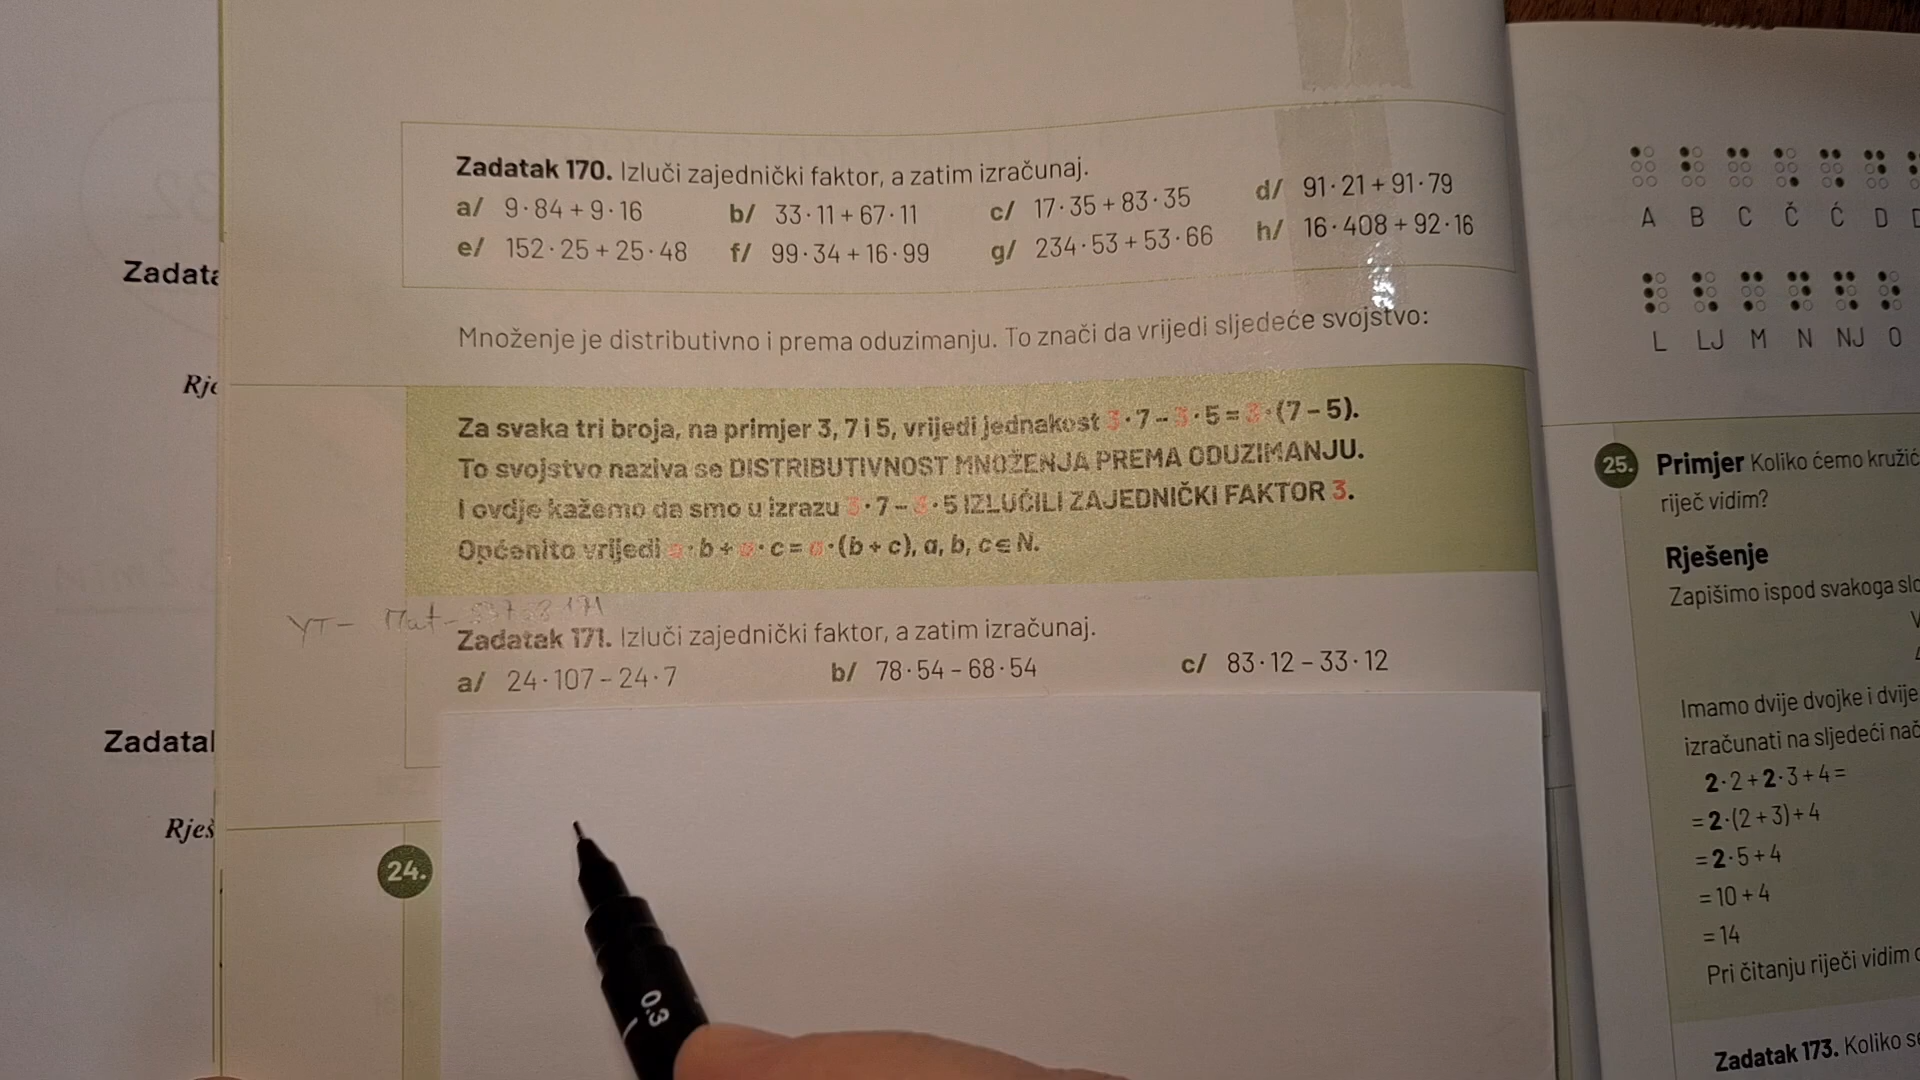 Zadatak 170. Izluči zajednički faktor, a zatim izračunaj.
a/ 9·84+9·16 b/ 33·11+67·11 c/ 17·35+83·35 d/ 91·21+91·79
e/ 152·25+25·48 f/ 99·34+16·99 g/ 234·53+53·66 h/ 16·408+92·16
Množenje je distributivno i prema oduzimanju. To znači da vrijedi sljedeće svojstvo:
Za svaka tri broja, na primjer 3, 7 i 5, vrijedi jednakost 3·7-3·5=3·(7-5).
To svojstvo naziva se DISTRIBUTIVNOST MNOŽENJA PREMA ODUZIMANJU.
I ovdje kažemo da smo u izrazu 3·7-3·5 IZLUČILI ZAJEDNIČKI FAKTOR 3.
Općenito vrijedi a·b+a·c=a·(b+c), a, b, c∈N.
YT- Mat-
Zadatak 171. Izluči zajednički faktor, a zatim izračunaj.
a/ 24·107-24·7 b/ 78·54-68·54 c/ 83·12-33·12
24.
0.3
Zadata
Rje
Zadatal
Rješ
A B C Č Ć D
L LJ M N NJ O
25. Primjer Koliko ćemo kružić
riječ vidim?
Rješenje
Zapišimo ispod svakoga slo
Imamo dvije dvojke i dvije
izračunati na sljedeći nač
2·2+2·3+4=
=2·(2+3)+4
=2·5+4
=10+4
=14
Pri čitanju riječi vidim
Zadatak 173. Koliko se